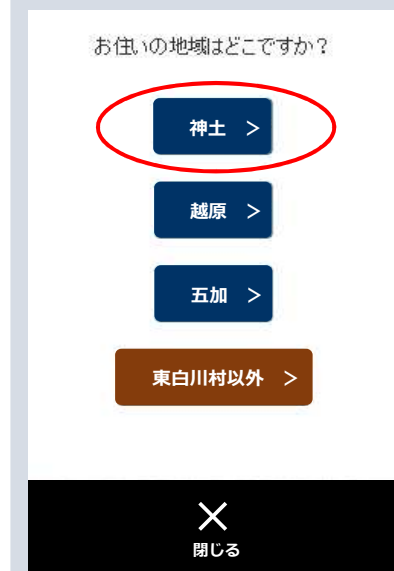 お住いの地域はどこですか？
神土 ＞
越原 ＞
五加 ＞
東白川村以外 ＞
閉じる